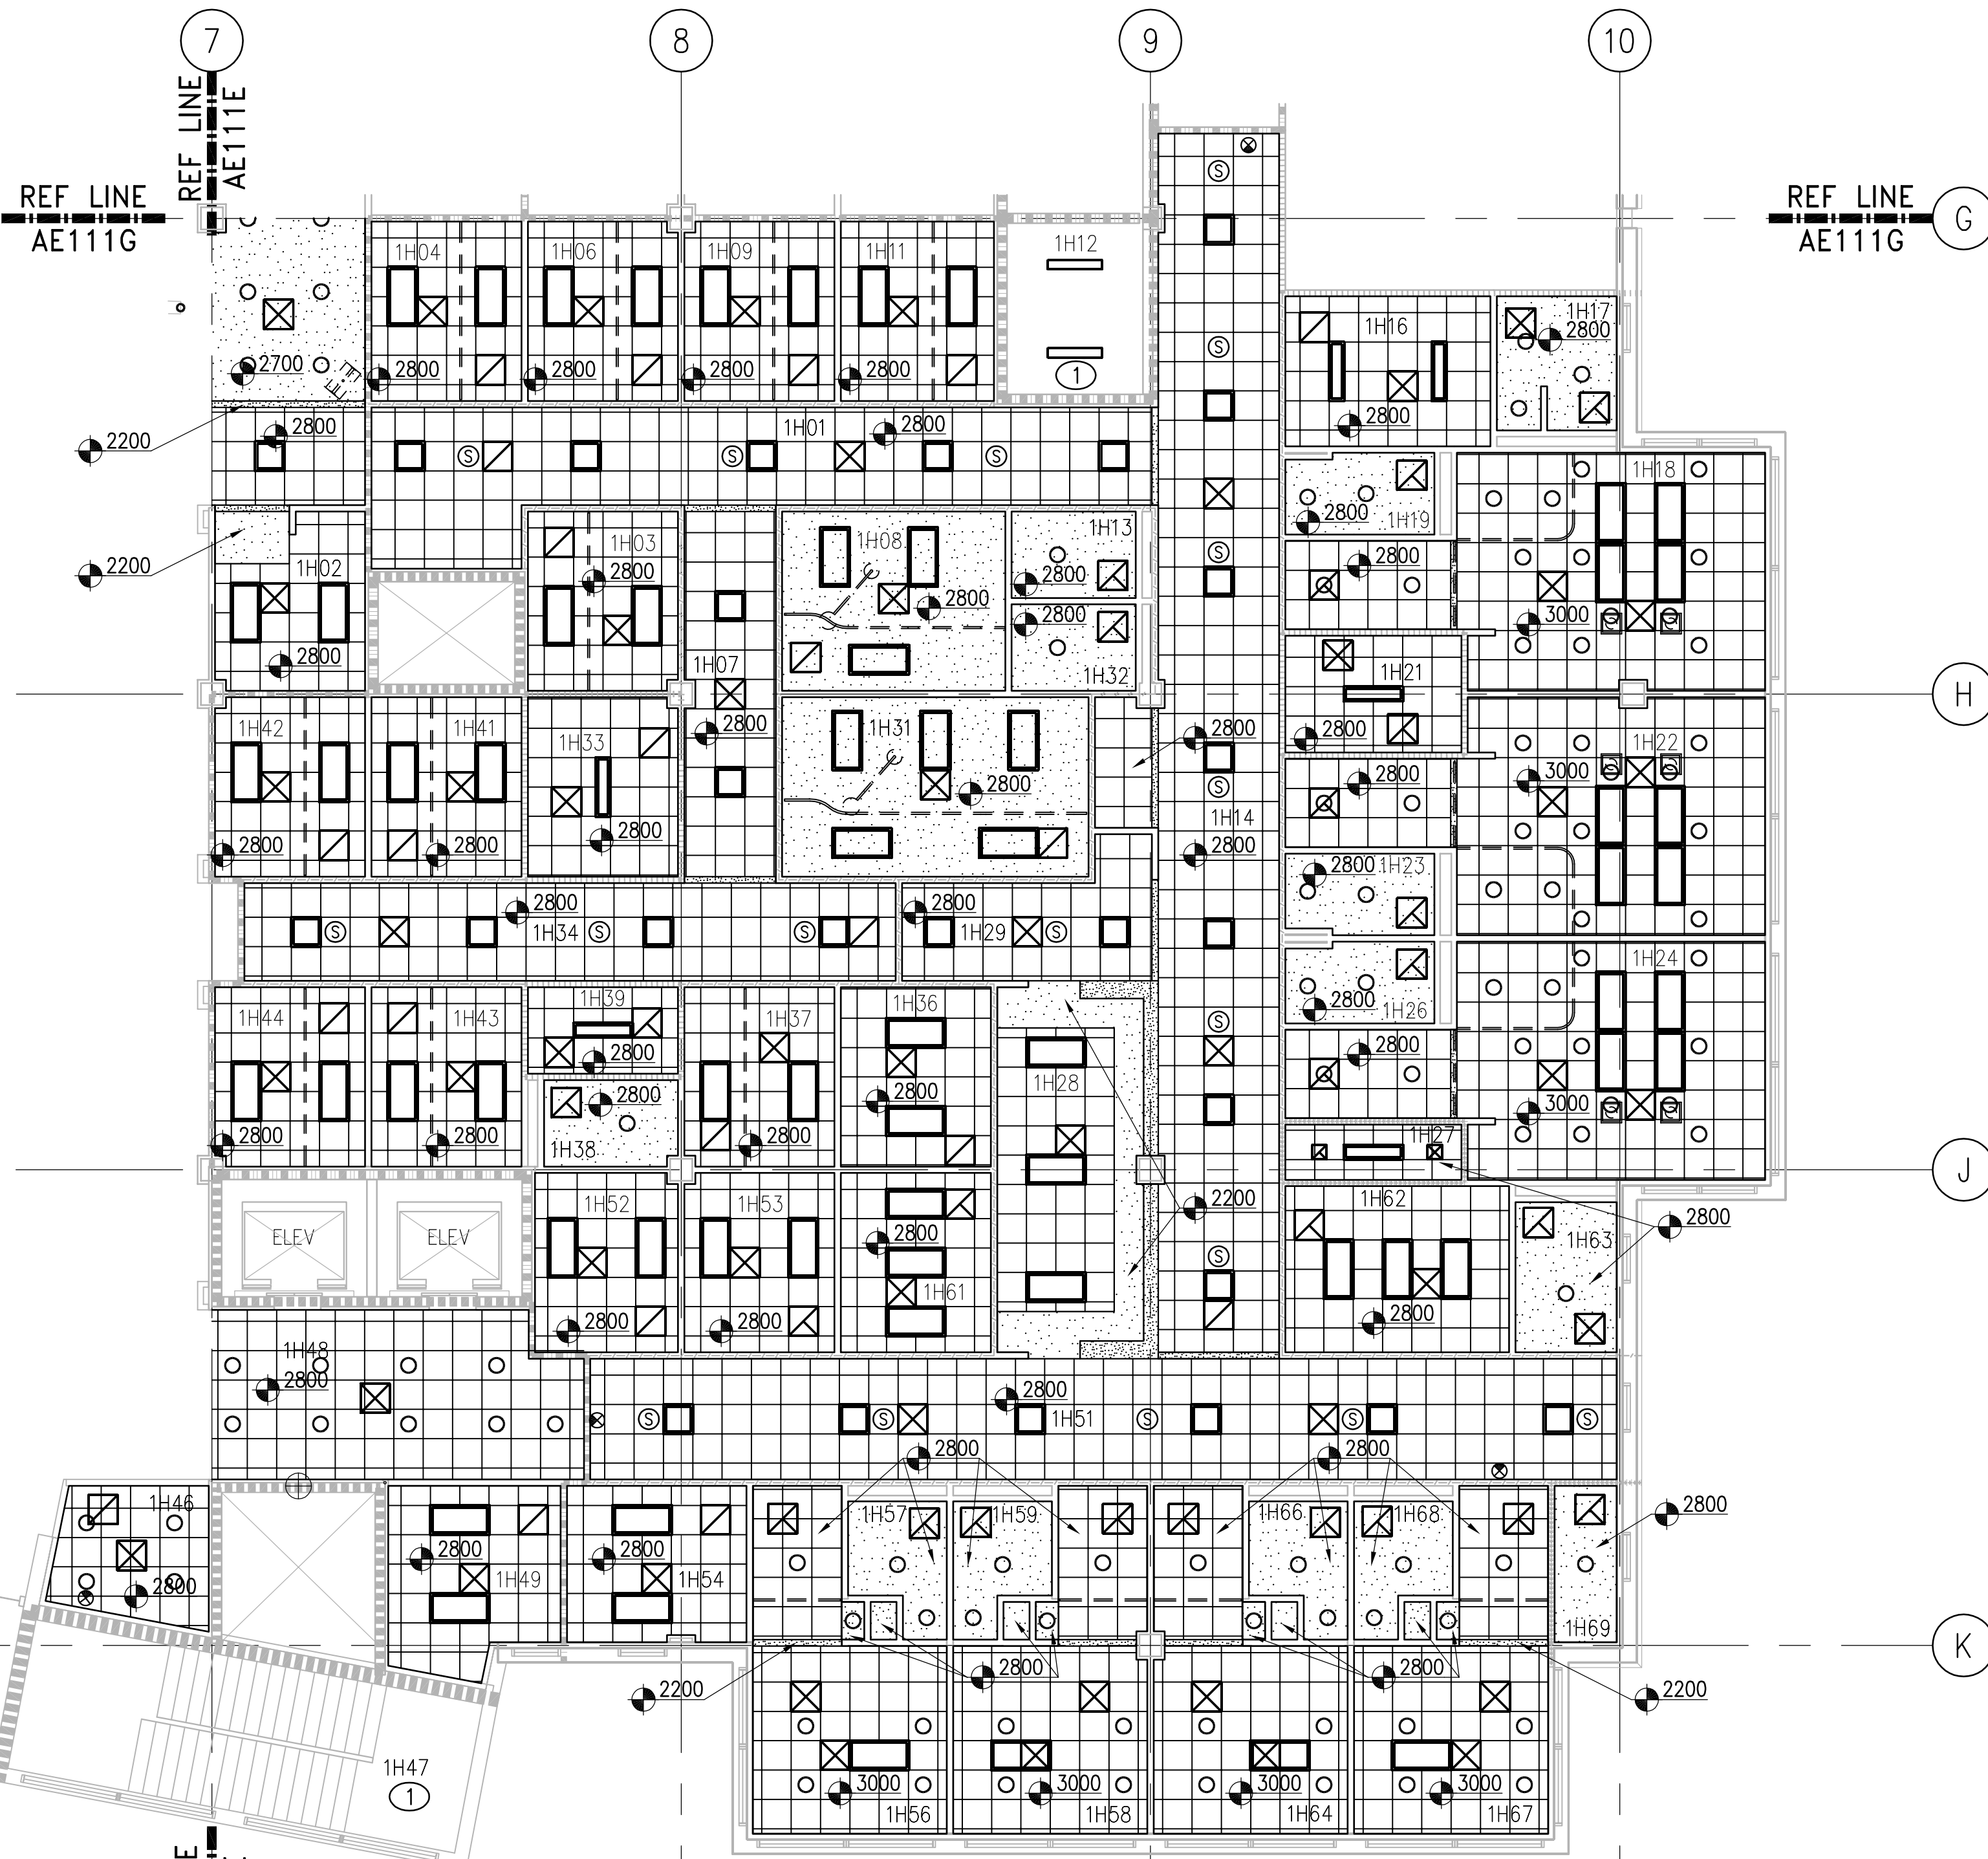 7
8
9
10
REF LINE
AE111E
REF LINE
AE111G
REF LINE
AE111G
G
1H04
1H06
1H09
1H11
1H12
S
1H16
1H17
2800
2700
2800
2800
2800
2800
1
S
2800
2200
2800
1H01
2800
S
S
S
1H18
2800
1H19
2200
1H02
1H03
2800
1H08
1H13
2800
S
2800
2800
2800
1H32
3000
2800
1H07
2800
1H21
2800
H
1H42
1H41
1H33
1H31
2800
2800
S
1H14
2800
2800
3000
1H22
2800
2800
2800
2800
1H23
2800
S
1H34
S
S
2800
1H29
S
1H24
2800
1H26
1H44
1H43
1H39
2800
1H37
1H36
2800
1H28
S
2800
3000
2800
2800
2800
1H38
2800
1H27
J
ELEV
ELEV
1H52
1H53
2800
1H61
2200
S
1H62
2800
1H63
2800
2800
2800
1H48
2800
2800
S
S
1H51
S
S
S
2800
2800
1H46
2800
2800
1H49
2800
1H54
1H57
1H59
1H66
1H68
2800
1H69
K
2200
2800
2800
2200
1H47
1
3000
1H56
3000
1H58
3000
1H64
3000
1H67